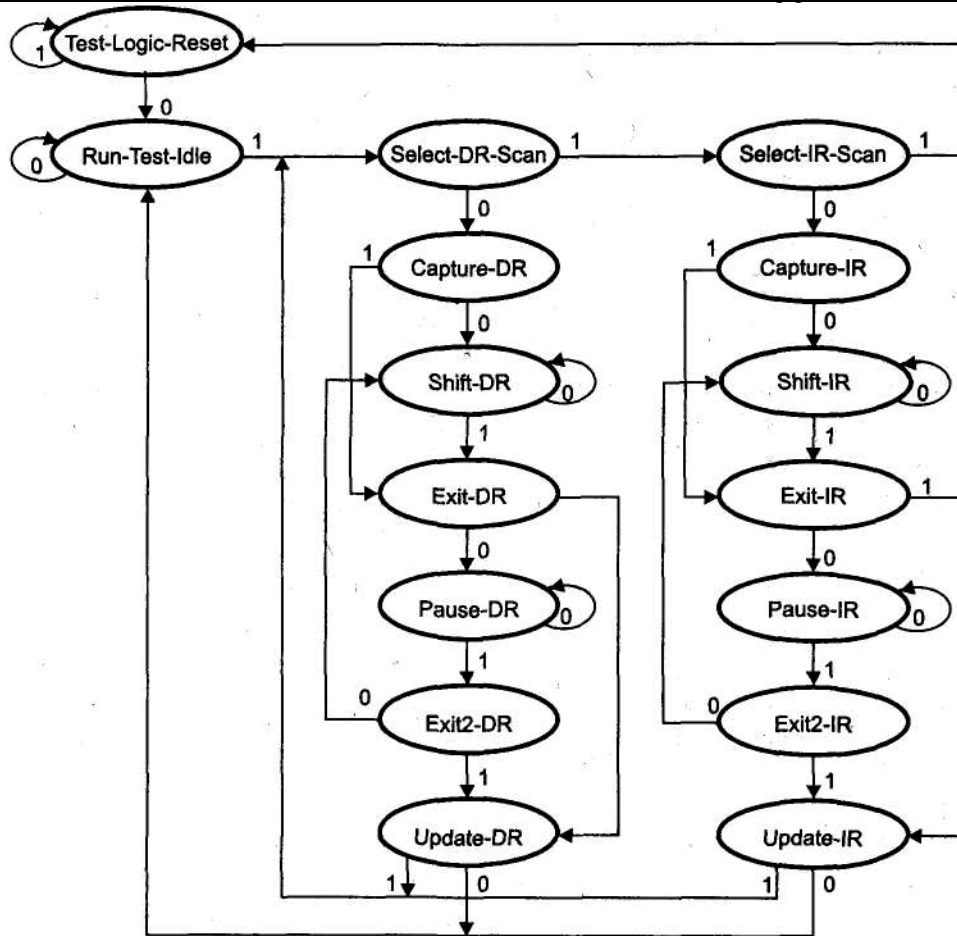 Test-Logic-Reset
1
0
Run-Test-Idle
1
Select-DR-Scan
1
Select-IR-Scan
1
0
0
0
1
Capture-DR
1
Capture-IR
0
0
Shift-DR
0
Shift-IR
0
1
1
Exit-DR
Exit-IR
1
0
0
Pause-DR
0
Pause-IR
0
1
1
0
Exit2-DR
0
Exit2-IR
1
1
Update-DR
Update-IR
1
0
1
0